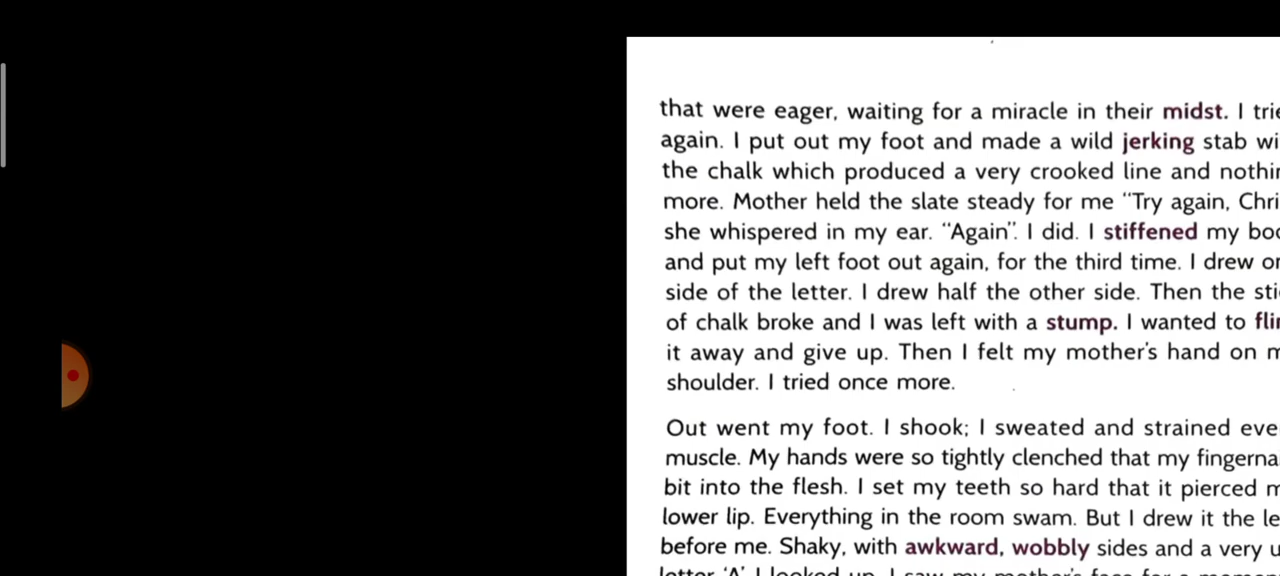 that were eager, waiting for a miracle in their midst. I trie
again. I put out my foot and made a wild jerking stab wi
the chalk which produced a very crooked line and nothin
more. Mother held the slate steady for me “Try again, Chri
she whispered in my ear. “Again”. I did. I stiffened my bod
and put my left foot out again, for the third time. I drew on
side of the letter. I drew half the other side. Then the stic
of chalk broke and I was left with a stump. I wanted to flin
it away and give up. Then I felt my mother's hand on m
shoulder. I tried once more.
Out went my foot. I shook; I sweated and strained eve
muscle. My hands were so tightly clenched that my fingerna
bit into the flesh. I set my teeth so hard that it pierced m
lower lip. Everything in the room swam. But I drew it the le
before me. Shaky, with awkward, wobbly sides and a very u
letter ‘A’. I looked up. I saw my mother's face for a moment